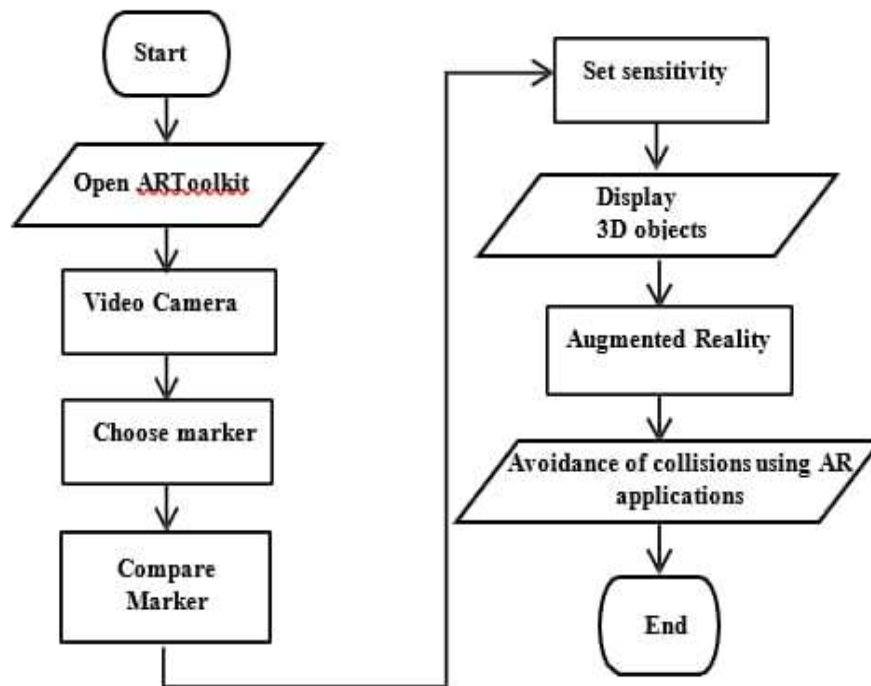 Start
Open ARToolkit
Video Camera
Choose marker
Compare
Marker
Set sensitivity
Display
3D objects
Augmented Reality
Avoidance of collisions using AR
applications
End